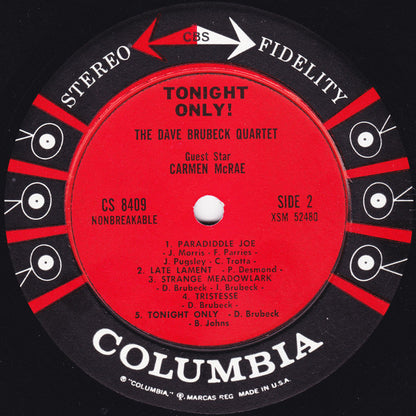 STEREO CBS FIDELITY
TONIGHT
ONLY!
THE DAVE BRUBECK QUARTET
Guest Star
CARMEN McRAE
CS 8409
NONBREAKABLE
SIDE 2
XSM 52480
1. PARADIDDLE JOE
- J. Morris - F. Parries -
J. Pugsley - C. Trotta -
2. LATE LAMENT - P. Desmond -
3. STRANGE MEADOWLARK
- D. Brubeck - I. Brubeck -
4. TRISTESSE
- D. Brubeck -
5. TONIGHT ONLY - D. Brubeck -
B. Johns
COLUMBIA
® "COLUMBIA," ℗, MARCAS REG. MADE IN U.S.A.